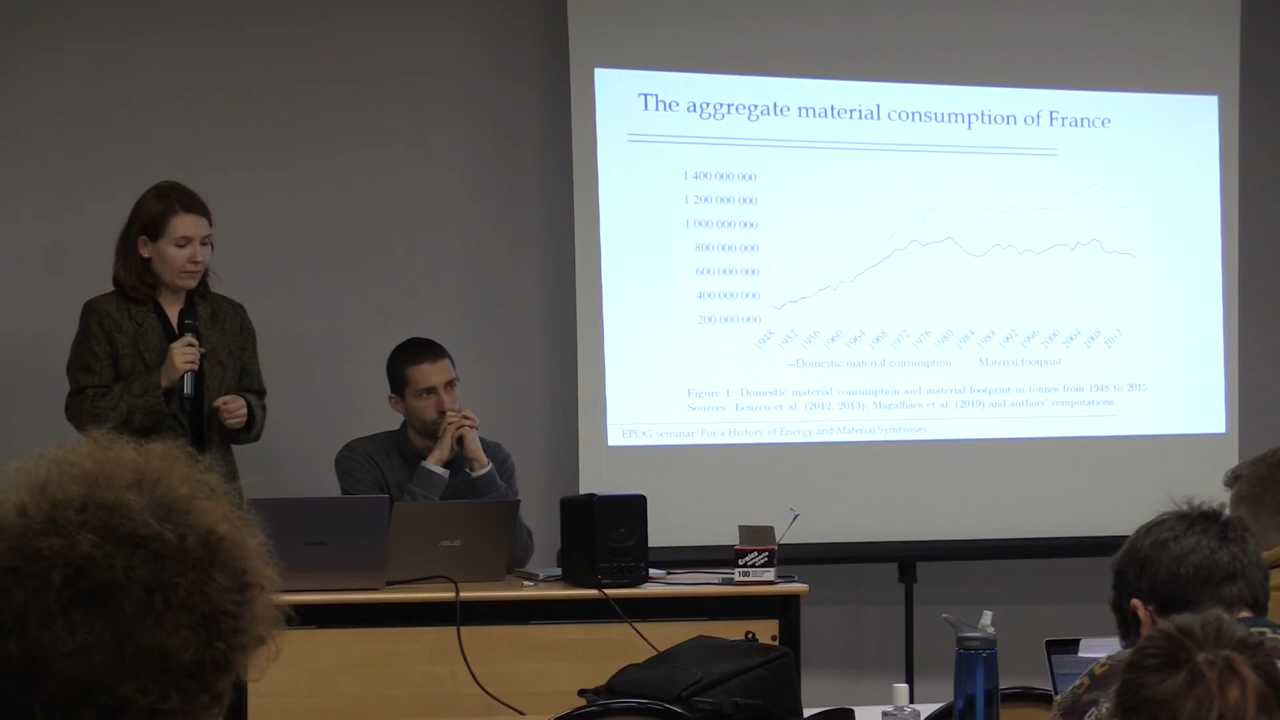 The aggregate material consumption of France
1 400 000 000
1 200 000 000
1 000 000 000
800 000 000
600 000 000
400 000 000
200 000 000
1948 1952 1956 1960 1964 1968 1972 1976 1980 1984 1988 1992 1996 2000 2004 2008 2012
Domestic material consumption Material footprint
Figure 1: Domestic material consumption and material footprint in tonnes from 1948 to 2015.
Sources: Lenzen et al. (2012, 2013), Magalhães et al. (2019) and authors' computations.
EPOG seminar: For a History of Energy and Material Symbioses
ASUS
100